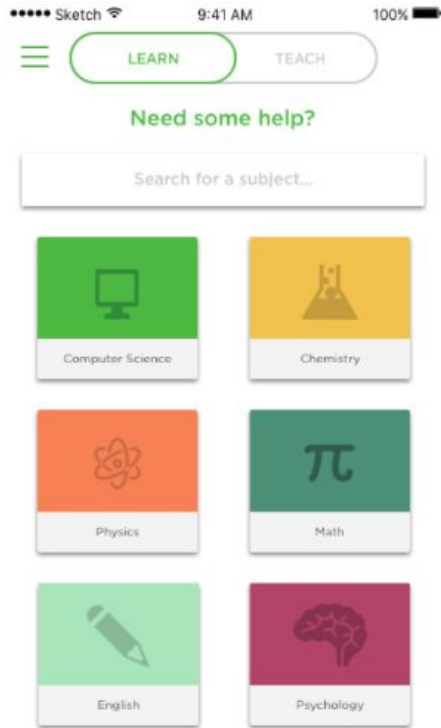 Sketch 9:41 AM 100%
LEARN TEACH
Need some help?
Search for a subject...
Computer Science Chemistry
π
Physics Math
English Psychology